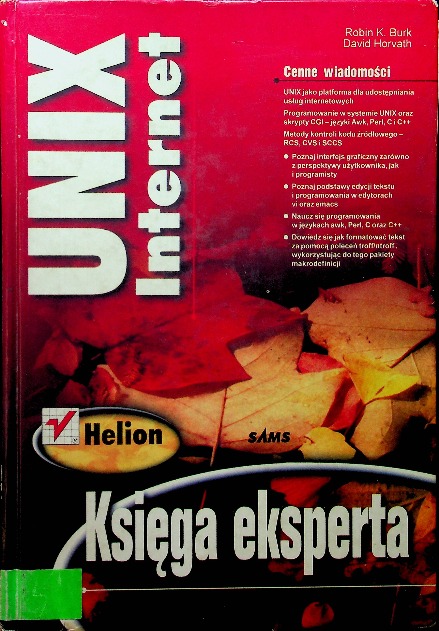 Robin K. Burk
David Horvath
UNIX
Internet
Cenne wiadomości
UNIX jako platforma dla udostępniania
usług internetowych
Programowanie w systemie UNIX oraz
skrypty CGI – języki Awk, Perl, C i C++
Metody kontroli kodu źródłowego –
RCS, CVS i SCCS
● Poznaj interfejs graficzny zarówno
z perspektywy użytkownika, jak
i programisty
● Poznaj podstawy edycji tekstu
i programowania w edytorach
vi oraz emacs
● Naucz się programowania
w językach awk, Perl, C oraz C++
● Dowiedz się jak formatować tekst
za pomocą poleceń troff/nroff,
wykorzystując do tego pakiety
makrodefinicji
Helion
SAMS
Księga eksperta